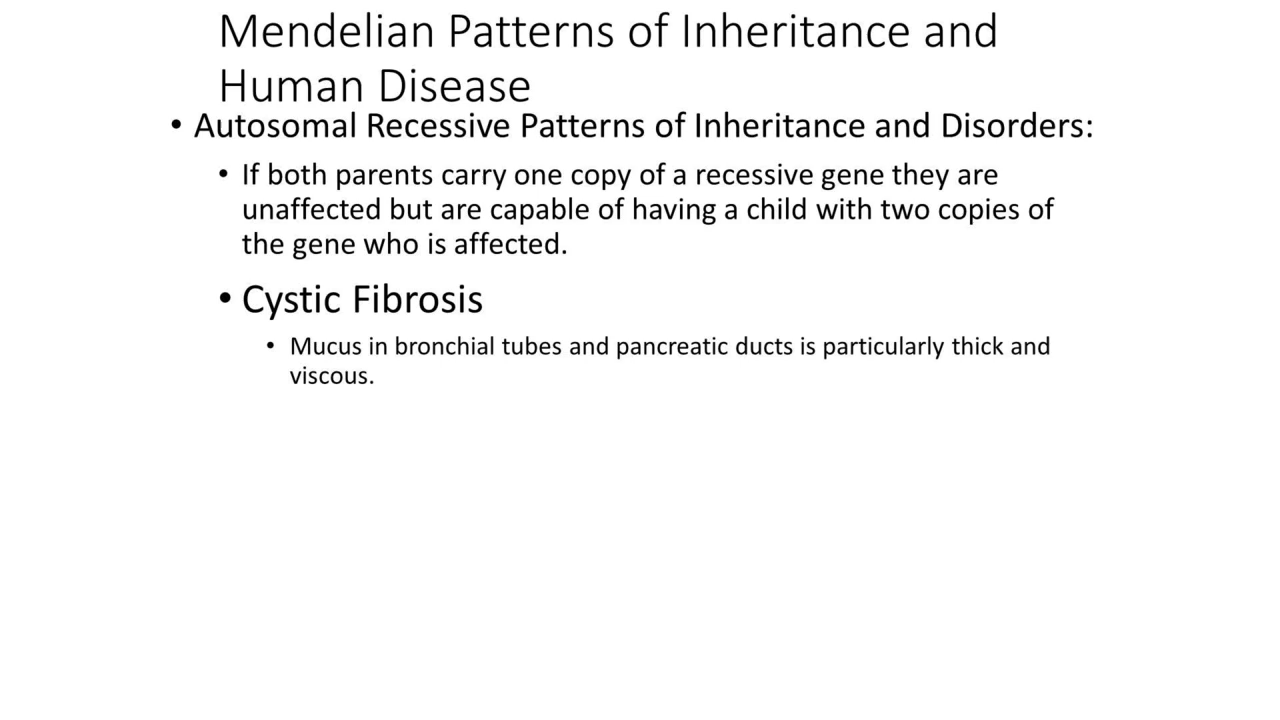 Mendelian Patterns of Inheritance and
Human Disease
• Autosomal Recessive Patterns of Inheritance and Disorders:
• If both parents carry one copy of a recessive gene they are
unaffected but are capable of having a child with two copies of
the gene who is affected.
• Cystic Fibrosis
• Mucus in bronchial tubes and pancreatic ducts is particularly thick and
viscous.